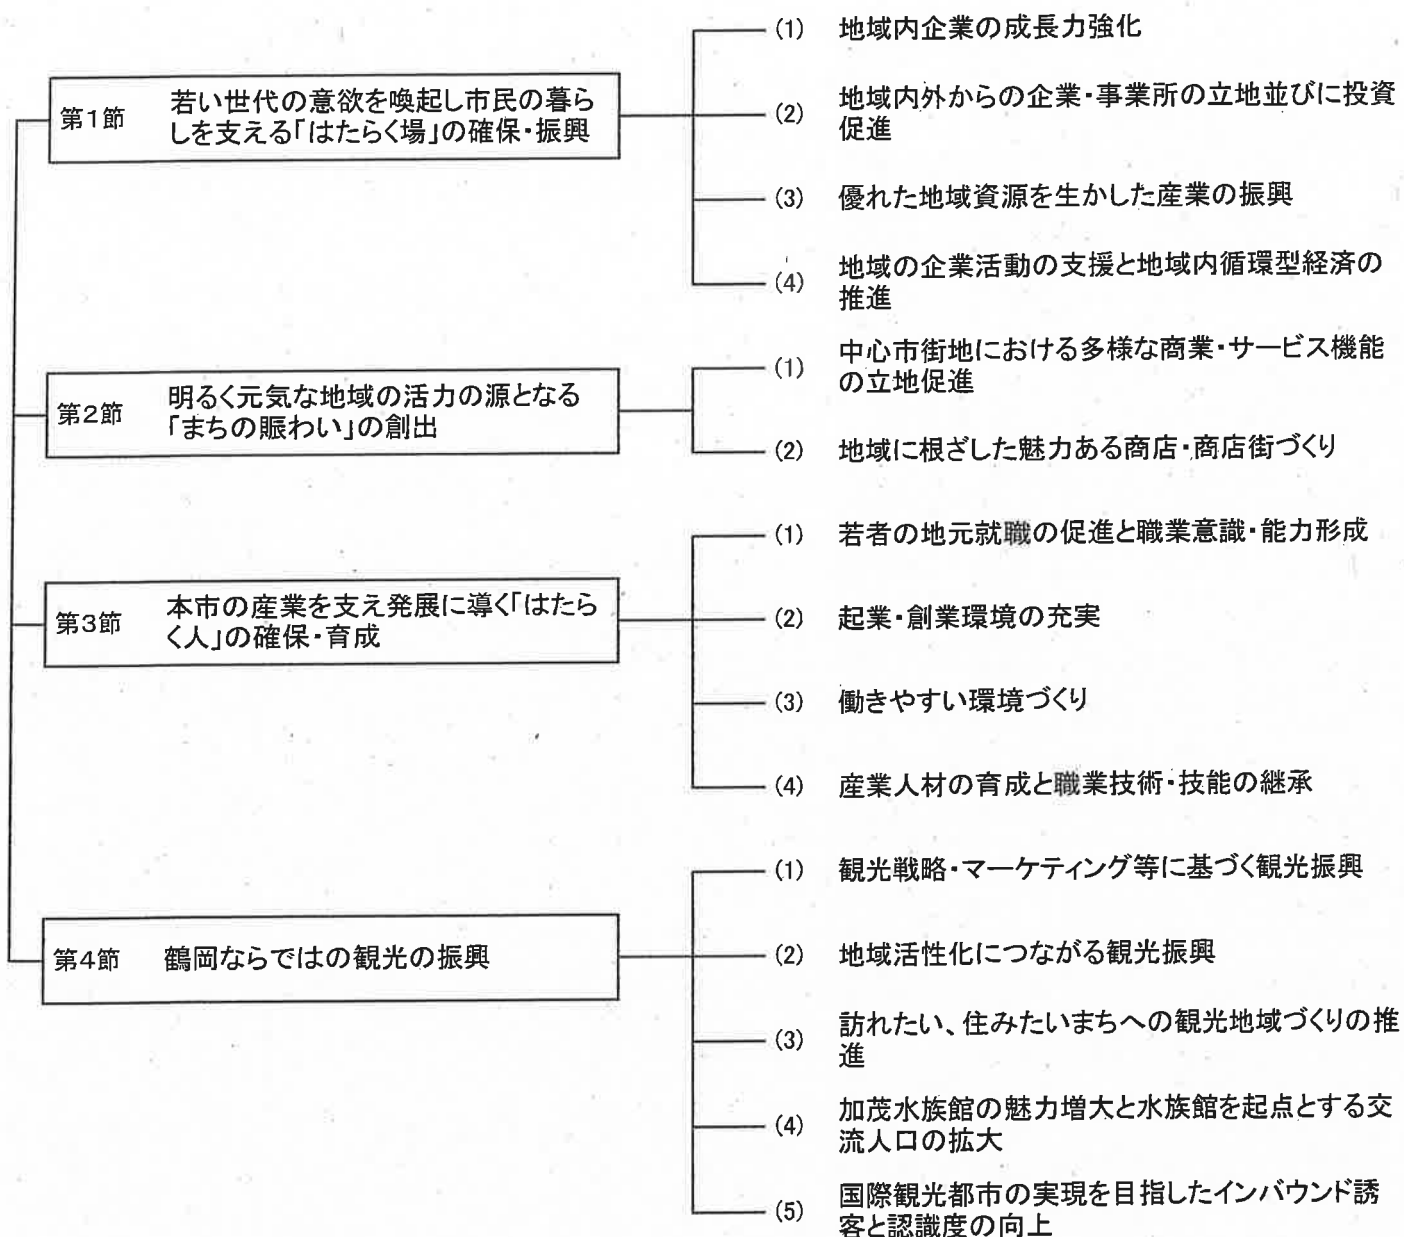 第1節
若い世代の意欲を喚起し市民の暮ら
しを支える「はたらく場」の確保・振興
(1) 地域内企業の成長力強化
(2) 地域内外からの企業・事業所の立地並びに投資
促進
(3) 優れた地域資源を生かした産業の振興
(4) 地域の企業活動の支援と地域内循環型経済の
推進
第2節
明るく元気な地域の活力の源となる
「まちの賑わい」の創出
(1) 中心市街地における多様な商業・サービス機能
の立地促進
(2) 地域に根ざした魅力ある商店・商店街づくり
第3節
本市の産業を支え発展に導く「はたら
く人」の確保・育成
(1) 若者の地元就職の促進と職業意識・能力形成
(2) 起業・創業環境の充実
(3) 働きやすい環境づくり
(4) 産業人材の育成と職業技術・技能の継承
第4節 鶴岡ならではの観光の振興
(1) 観光戦略・マーケティング等に基づく観光振興
(2) 地域活性化につながる観光振興
(3) 訪れたい、住みたいまちへの観光地域づくりの推
進
(4) 加茂水族館の魅力増大と水族館を起点とする交
流人口の拡大
(5) 国際観光都市の実現を目指したインバウンド誘
客と認識度の向上